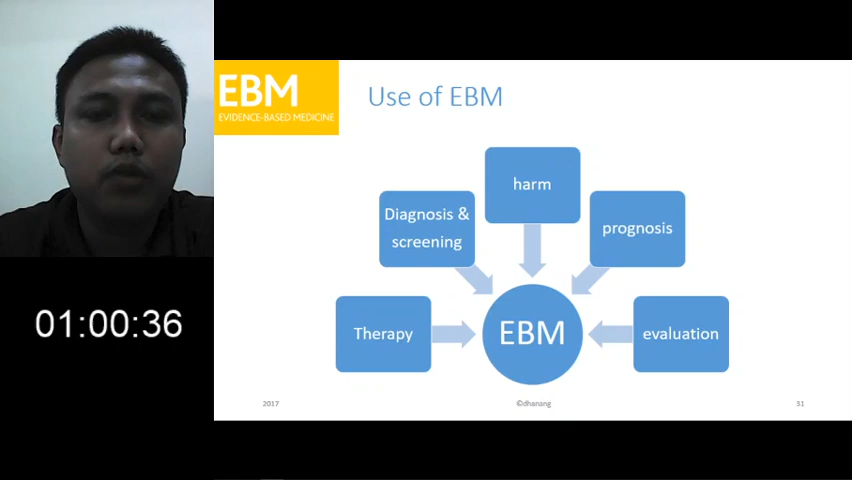 EBM
EVIDENCE-BASED MEDICINE
Use of EBM
harm
Diagnosis &
screening
prognosis
Therapy
EBM
evaluation
01:00:36
2017
©dhanang
31